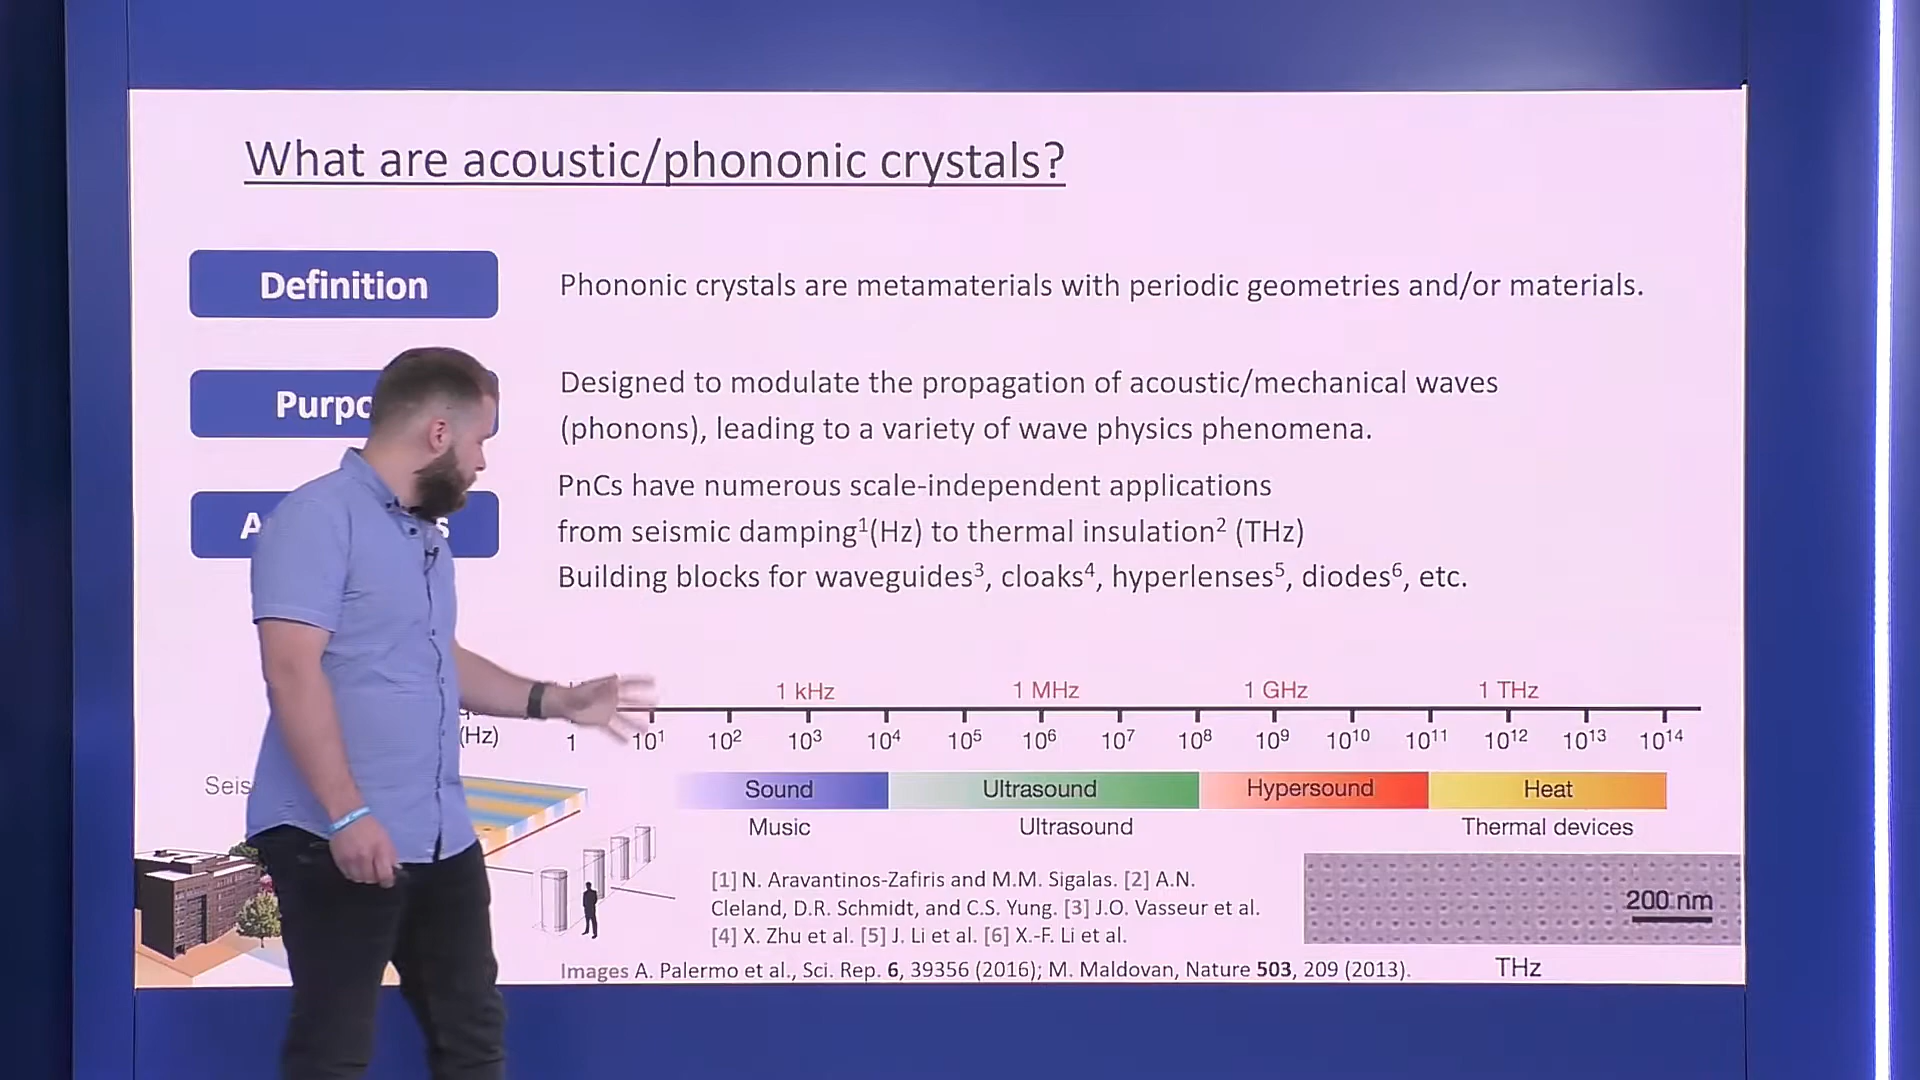 What are acoustic/phononic crystals?
Definition
Phononic crystals are metamaterials with periodic geometries and/or materials.
Designed to modulate the propagation of acoustic/mechanical waves
(phonons), leading to a variety of wave physics phenomena.
PnCs have numerous scale-independent applications
from seismic damping¹(Hz) to thermal insulation² (THz)
Building blocks for waveguides³, cloaks⁴, hyperlenses⁵, diodes⁶, etc.
1 kHz 1 MHz 1 GHz 1 THz
(Hz) 1 10¹ 10² 10³ 10⁴ 10⁵ 10⁶ 10⁷ 10⁸ 10⁹ 10¹⁰ 10¹¹ 10¹² 10¹³ 10¹⁴
Sound Ultrasound Hypersound Heat
Music Ultrasound Thermal devices
[1] N. Aravantinos-Zafiris and M.M. Sigalas. [2] A.N.
Cleland, D.R. Schmidt, and C.S. Yung. [3] J.O. Vasseur et al.
[4] X. Zhu et al. [5] J. Li et al. [6] X.-F. Li et al.
200 nm
Images A. Palermo et al., Sci. Rep. 6, 39356 (2016); M. Maldovan, Nature 503, 209 (2013).
THz